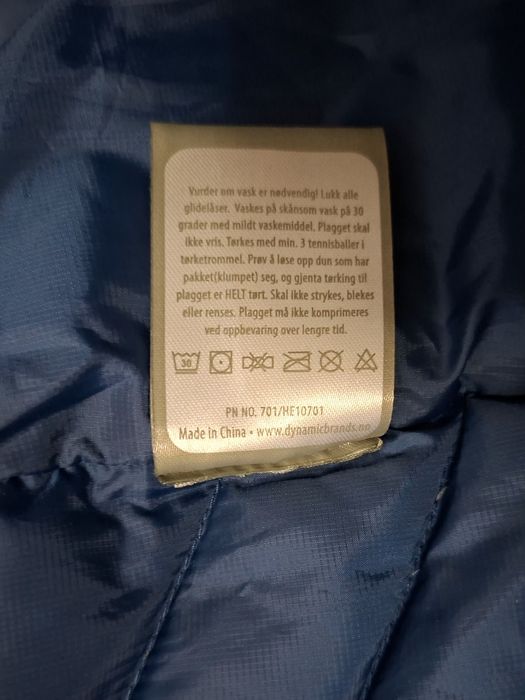 Vurder om vask er nødvendig! Lukk alle
glidelåser. Vaskes på skånsom vask på 30
grader med mildt vaskemiddel. Plagget skal
ikke vris. Tørkes med min. 3 tennisballer i
tørketrommel. Prøv å løse opp dun som har
pakket(klumpet) seg, og gjenta tørking til
plagget er HELT tørt. Skal ikke strykes, blekes
eller renses. Plagget må ikke komprimeres
ved oppbevaring over lengre tid.
30
PN NO. 701/HE10701
Made in China • www.dynamicbrands.no